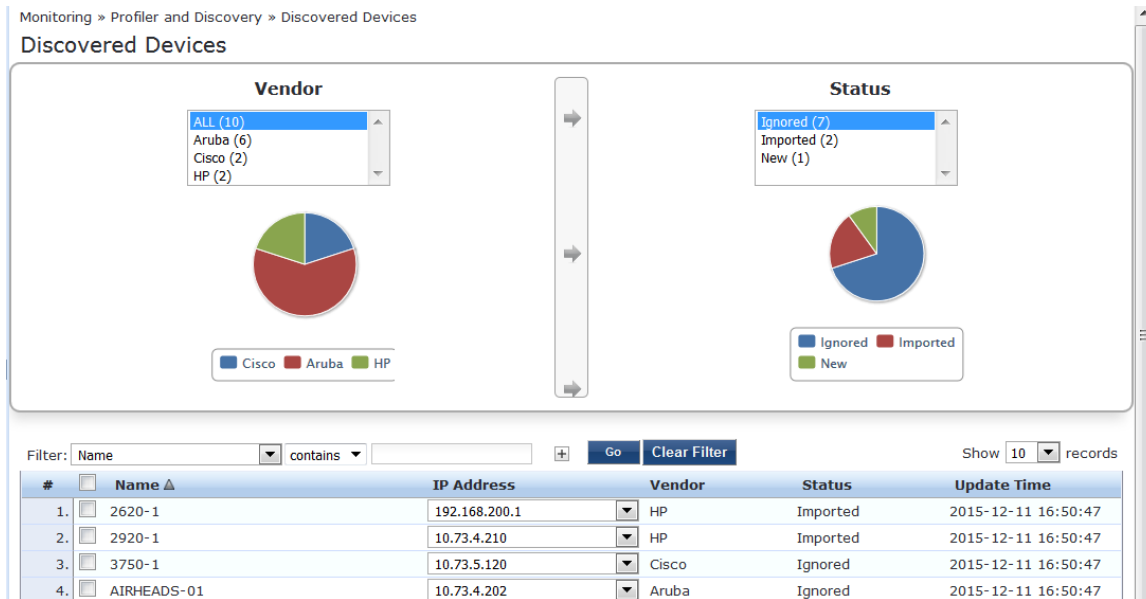 Monitoring » Profiler and Discovery » Discovered Devices
Discovered Devices
Vendor
ALL (10)
Aruba (6)
Cisco (2)
HP (2)
Cisco Aruba HP
Status
Ignored (7)
Imported (2)
New (1)
Ignored Imported
New
Filter: Name contains Go Clear Filter Show 10 records
# Name IP Address Vendor Status Update Time
1. 2620-1 192.168.200.1 HP Imported 2015-12-11 16:50:47
2. 2920-1 10.73.4.210 HP Imported 2015-12-11 16:50:47
3. 3750-1 10.73.5.120 Cisco Ignored 2015-12-11 16:50:47
4. AIRHEADS-01 10.73.4.202 Aruba Ignored 2015-12-11 16:50:47